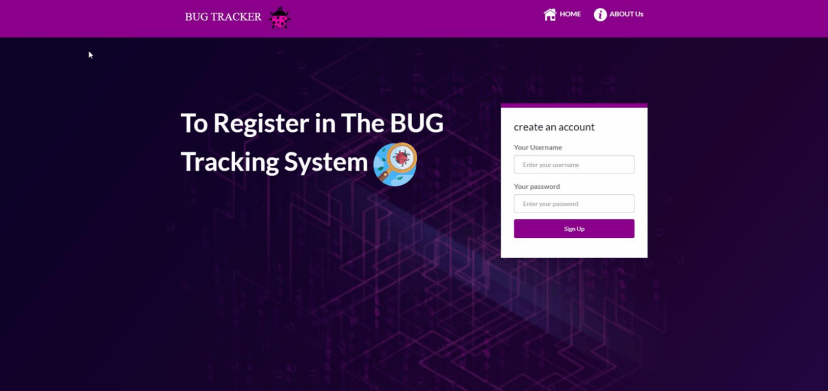 BUG TRACKER
HOME
ABOUT Us
To Register in The BUG
Tracking System
create an account
Your Username
Enter your username
Your password
Enter your password
Sign Up